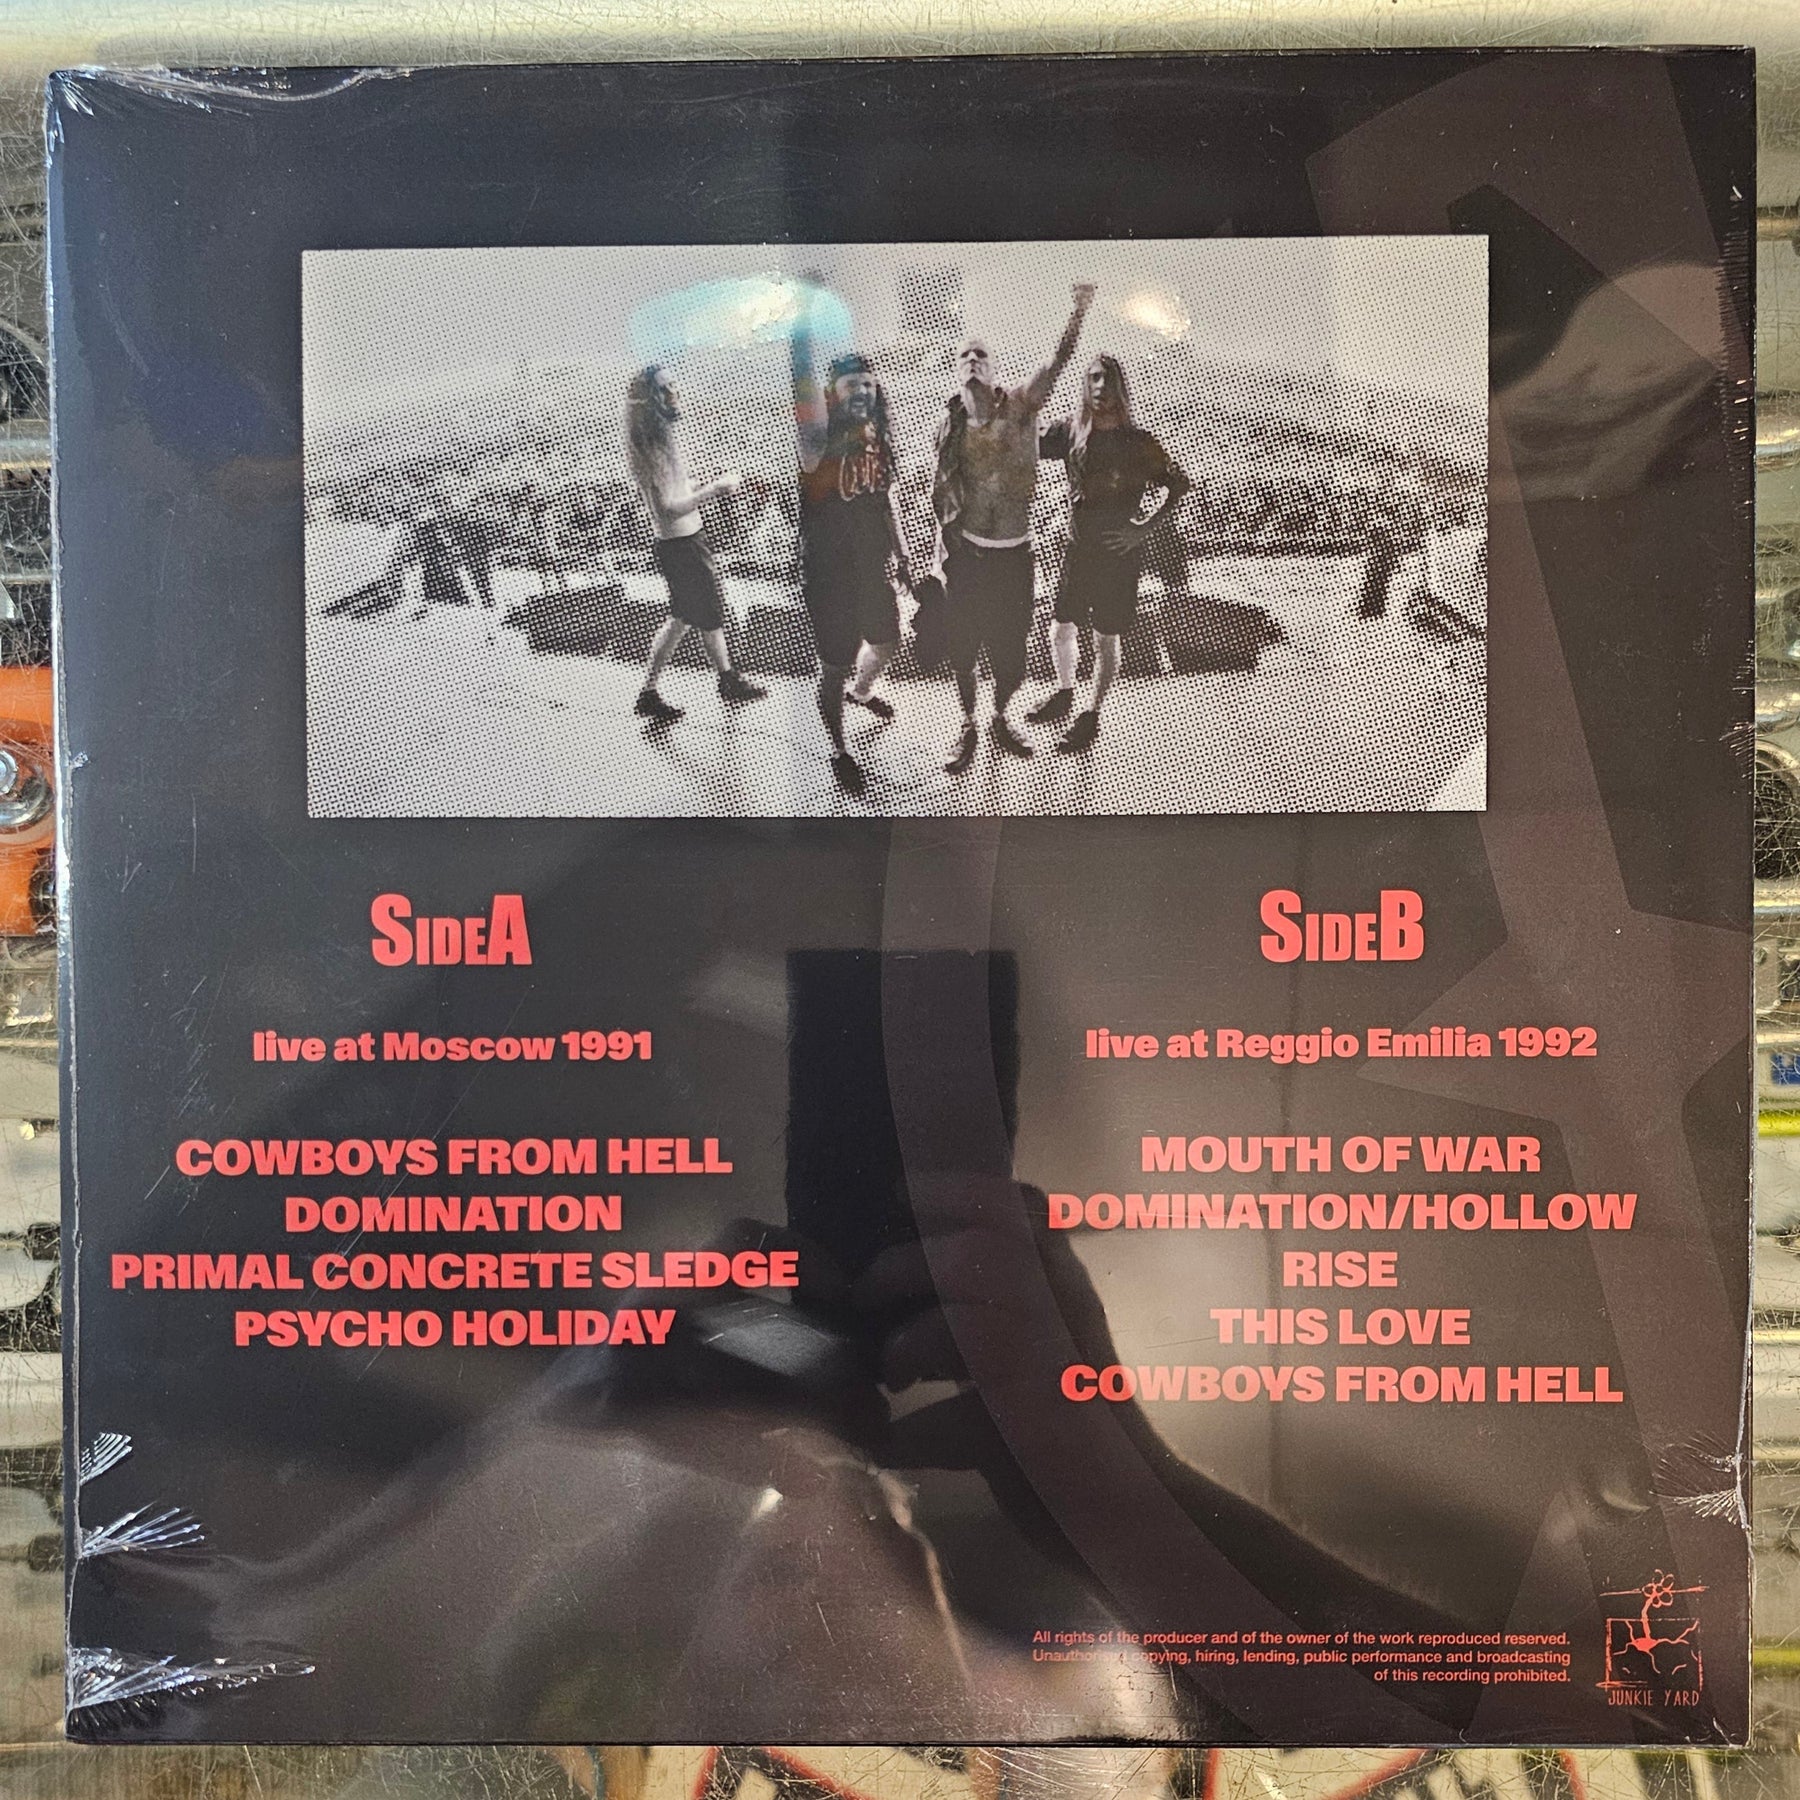 SIDEA
live at Moscow 1991
COWBOYS FROM HELL
DOMINATION
PRIMAL CONCRETE SLEDGE
PSYCHO HOLIDAY
SIDEB
live at Reggio Emilia 1992
MOUTH OF WAR
DOMINATION/HOLLOW
RISE
THIS LOVE
COWBOYS FROM HELL
All rights of the producer and of the owner of the work reproduced reserved.
Unauthorised copying, hiring, lending, public performance and broadcasting
of this recording prohibited.
JUNKIE YARD